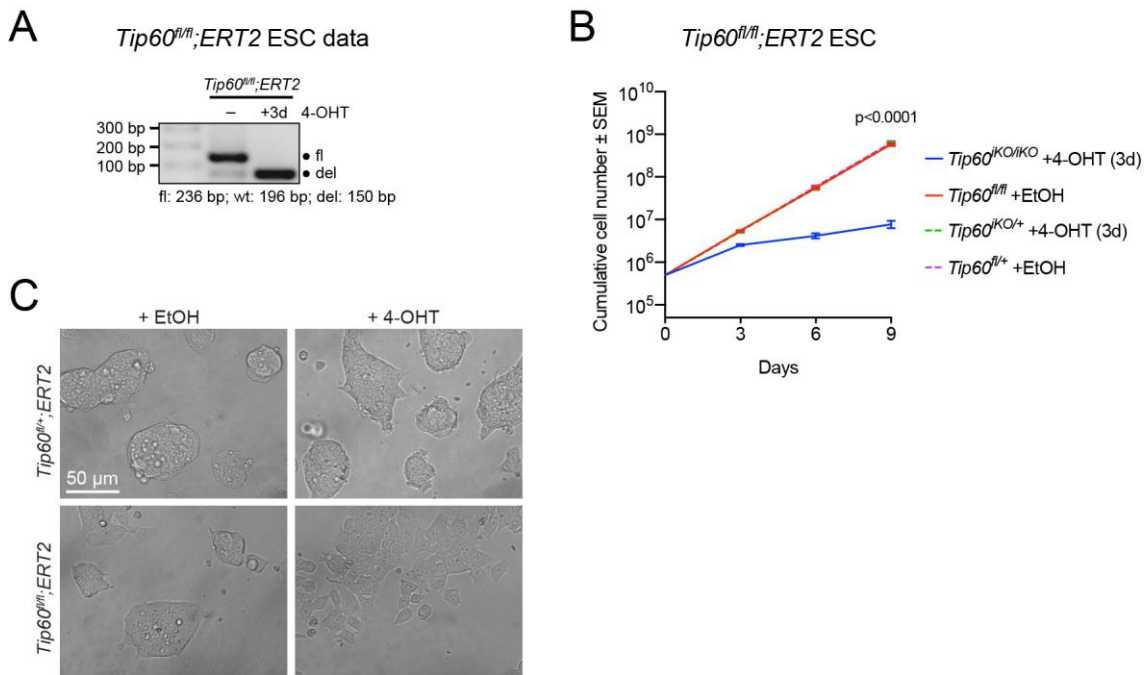 A
Tip60fl/fl;ERT2 ESC data
Tip60fl/fl;ERT2
– +3d 4-OHT
300 bp
200 bp
100 bp
• fl
• del
fl: 236 bp; wt: 196 bp; del: 150 bp
B
Tip60fl/fl;ERT2 ESC
Cumulative cell number ± SEM
10^10
10^9
10^8
10^7
10^6
10^5
p<0.0001
0 3 6 9
Days
Tip60iKO/iKO +4-OHT (3d)
Tip60fl/fl +EtOH
Tip60iKO/+ +4-OHT (3d)
Tip60fl/+ +EtOH
C
+ EtOH + 4-OHT
Tip60fl/+;ERT2
50 µm
Tip60fl/fl;ERT2